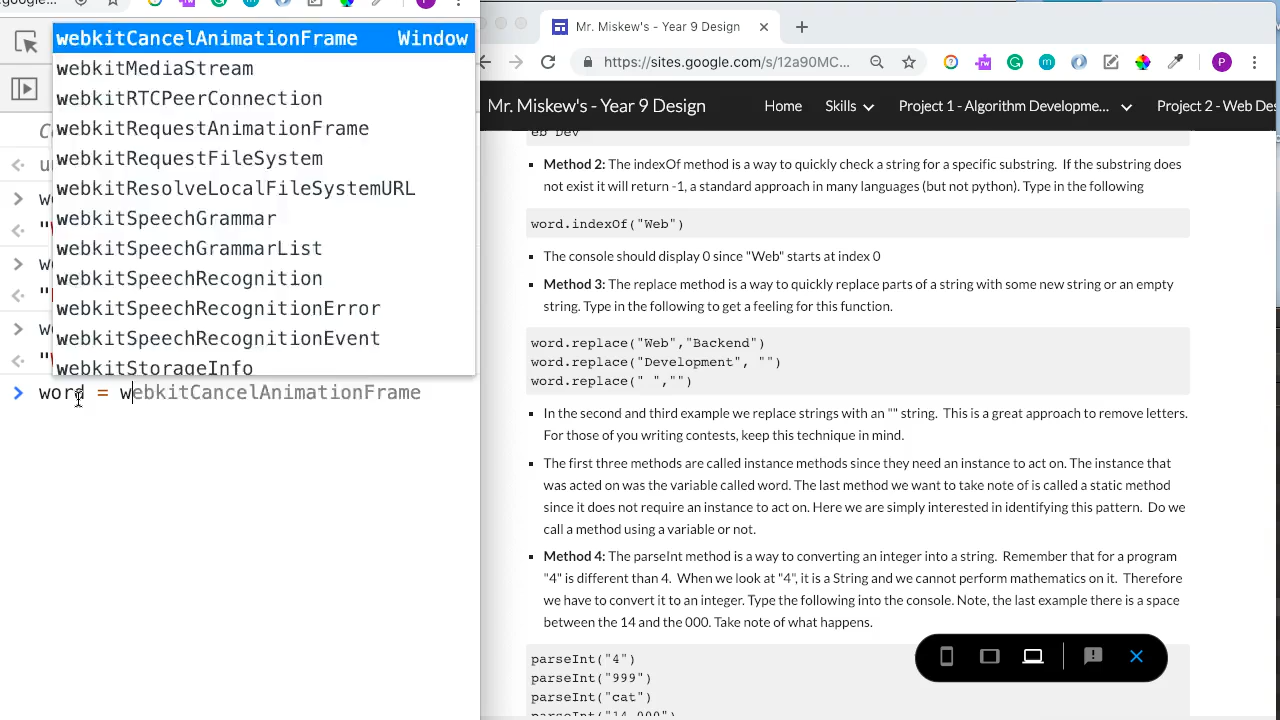 webkitCancelAnimationFrame Window
webkitMediaStream
webkitRTCPeerConnection
webkitRequestAnimationFrame
webkitRequestFileSystem
webkitResolveLocalFileSystemURL
webkitSpeechGrammar
webkitSpeechGrammarList
webkitSpeechRecognition
webkitSpeechRecognitionError
webkitSpeechRecognitionEvent
webkitStorageInfo
word = webkitCancelAnimationFrame
Mr. Miskew's - Year 9 Design
https://sites.google.com/s/12a90MC...
Mr. Miskew's - Year 9 Design Home Skills Project 1 - Algorithm Developme... Project 2 - Web Des
eb Dev
Method 2: The indexOf method is a way to quickly check a string for a specific substring. If the substring does
not exist it will return -1, a standard approach in many languages (but not python). Type in the following
word.indexOf("Web")
The console should display 0 since "Web" starts at index 0
Method 3: The replace method is a way to quickly replace parts of a string with some new string or an empty
string. Type in the following to get a feeling for this function.
word.replace("Web","Backend")
word.replace("Development", "")
word.replace(" ","")
In the second and third example we replace strings with an "" string. This is a great approach to remove letters.
For those of you writing contests, keep this technique in mind.
The first three methods are called instance methods since they need an instance to act on. The instance that
was acted on was the variable called word. The last method we want to take note of is called a static method
since it does not require an instance to act on. Here we are simply interested in identifying this pattern. Do we
call a method using a variable or not.
Method 4: The parseInt method is a way to converting an integer into a string. Remember that for a program
"4" is different than 4. When we look at "4", it is a String and we cannot perform mathematics on it. Therefore
we have to convert it to an integer. Type the following into the console. Note, the last example there is a space
between the 14 and the 000. Take note of what happens.
parseInt("4")
parseInt("999")
parseInt("cat")